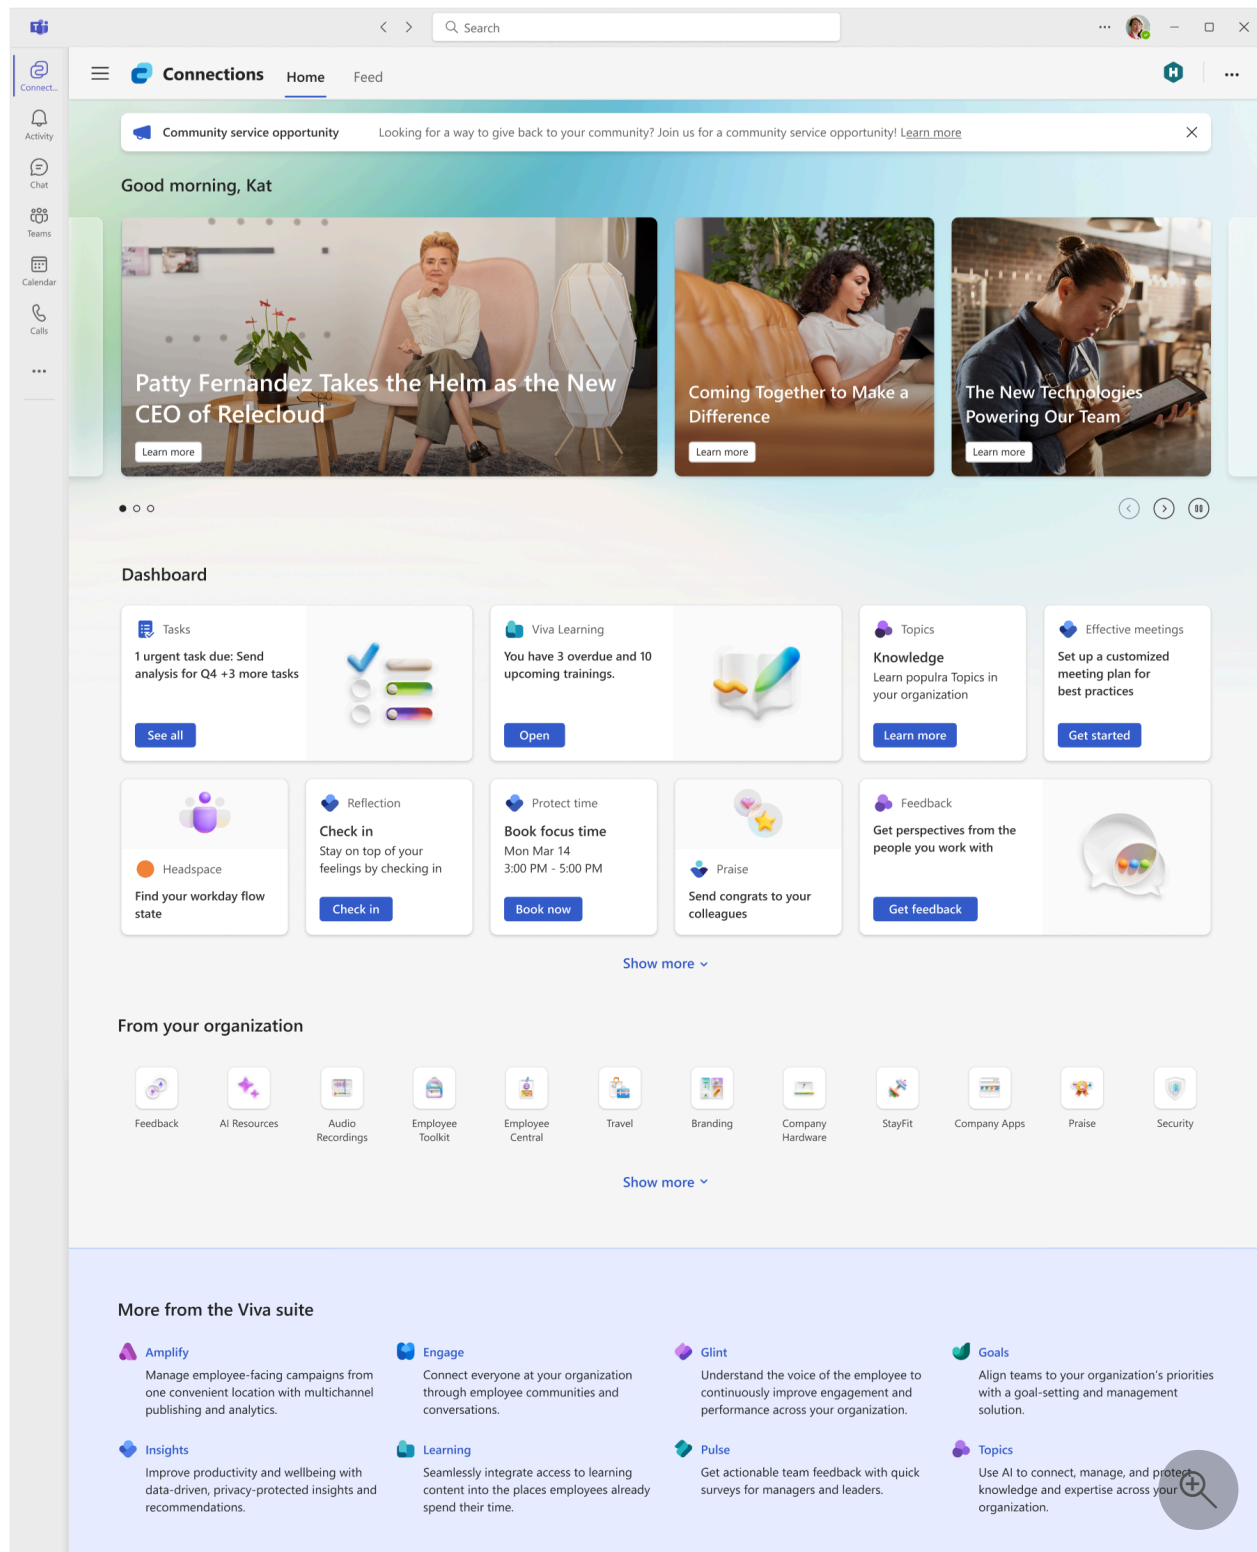 Search
Connect...
Activity
Chat
Teams
Calendar
Calls
Connections
Home
Feed
H
Community service opportunity
Looking for a way to give back to your community? Join us for a community service opportunity! Learn more
Good morning, Kat
Patty Fernandez Takes the Helm as the New
CEO of Relecloud
Learn more
Coming Together to Make a
Difference
Learn more
The New Technologies
Powering Our Team
Learn more
Dashboard
Tasks
1 urgent task due: Send
analysis for Q4 +3 more tasks
See all
Viva Learning
You have 3 overdue and 10
upcoming trainings.
Open
Topics
Knowledge
Learn populra Topics in
your organization
Learn more
Effective meetings
Set up a customized
meeting plan for
best practices
Get started
Headspace
Find your workday flow
state
Reflection
Check in
Stay on top of your
feelings by checking in
Check in
Protect time
Book focus time
Mon Mar 14
3:00 PM - 5:00 PM
Book now
Praise
Send congrats to your
colleagues
Feedback
Get perspectives from the
people you work with
Get feedback
Show more
From your organization
Feedback
AI Resources
Audio
Recordings
Employee
Toolkit
Employee
Central
Travel
Branding
Company
Hardware
StayFit
Company Apps
Praise
Security
Show more
More from the Viva suite
Amplify
Manage employee-facing campaigns from
one convenient location with multichannel
publishing and analytics.
Engage
Connect everyone at your organization
through employee communities and
conversations.
Glint
Understand the voice of the employee to
continuously improve engagement and
performance across your organization.
Goals
Align teams to your organization's priorities
with a goal-setting and management
solution.
Insights
Improve productivity and wellbeing with
data-driven, privacy-protected insights and
recommendations.
Learning
Seamlessly integrate access to learning
content into the places employees already
spend their time.
Pulse
Get actionable team feedback with quick
surveys for managers and leaders.
Topics
Use AI to connect, manage, and protect
knowledge and expertise across your
organization.